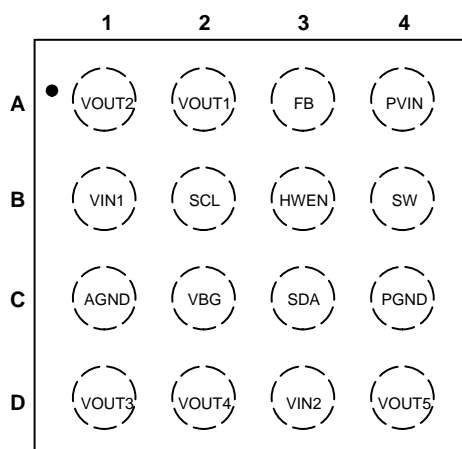 1 2 3 4
A VOUT2 VOUT1 FB PVIN
B VIN1 SCL HWEN SW
C AGND VBG SDA PGND
D VOUT3 VOUT4 VIN2 VOUT5